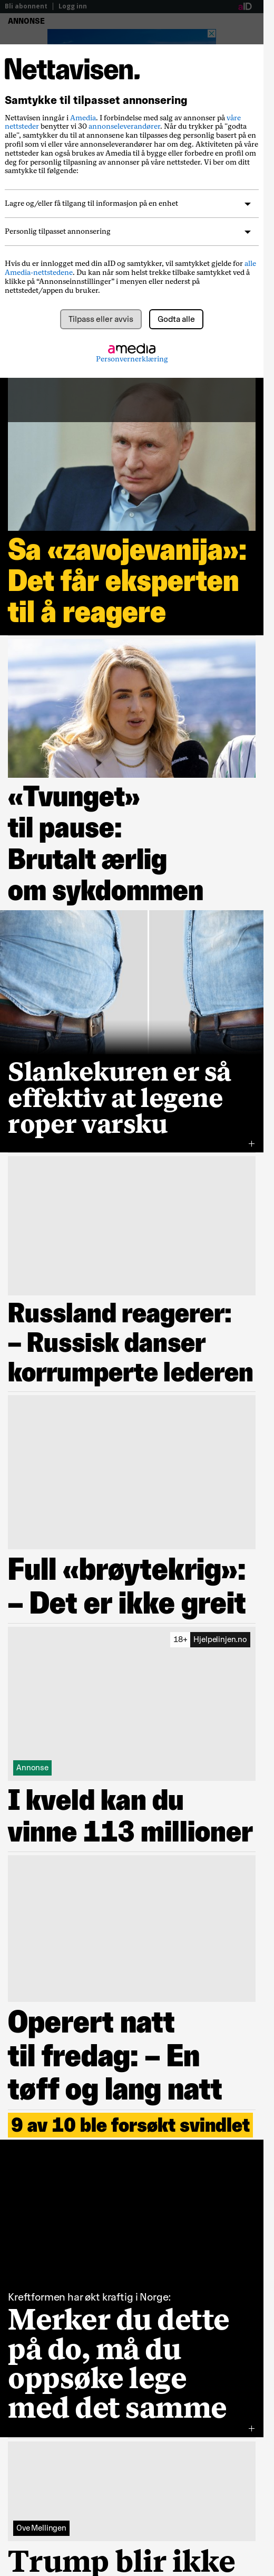 Bli abonnent | Logg inn
aID
ANNONSE
Nettavisen.
Samtykke til tilpasset annonsering
Nettavisen inngår i Amedia. I forbindelse med salg av annonser på våre
nettsteder benytter vi 30 annonseleverandører. Når du trykker på "godta
alle", samtykker du til at annonsene kan tilpasses deg personlig basert på en
profil som vi eller våre annonseleverandører har om deg. Aktiviteten på våre
nettsteder kan også brukes av Amedia til å bygge eller forbedre en profil om
deg for personlig tilpasning av annonser på våre nettsteder. Vi ber om ditt
samtykke til følgende:
Lagre og/eller få tilgang til informasjon på en enhet
Personlig tilpasset annonsering
Hvis du er innlogget med din aID og samtykker, vil samtykket gjelde for alle
Amedia-nettstedene. Du kan når som helst trekke tilbake samtykket ved å
klikke på “Annonseinnstillinger” i menyen eller nederst på
nettstedet/appen du bruker.
Tilpass eller avvis
Godta alle
amedia
Personvernerklæring
Sa «zavojevanija»:
Det får eksperten
til å reagere
«Tvunget»
til pause:
Brutalt ærlig
om sykdommen
Slankekuren er så
effektiv at legene
roper varsku
Russland reagerer:
– Russisk danser
korrumperte lederen
Full «brøytekrig»:
– Det er ikke greit
18+ Hjelpelinjen.no
Annonse
I kveld kan du
vinne 113 millioner
Operert natt
til fredag: – En
tøff og lang natt
9 av 10 ble forsøkt svindlet
Kreftformen har økt kraftig i Norge:
Merker du dette
på do, må du
oppsøke lege
med det samme
Ove Mellingen
Trump blir ikke